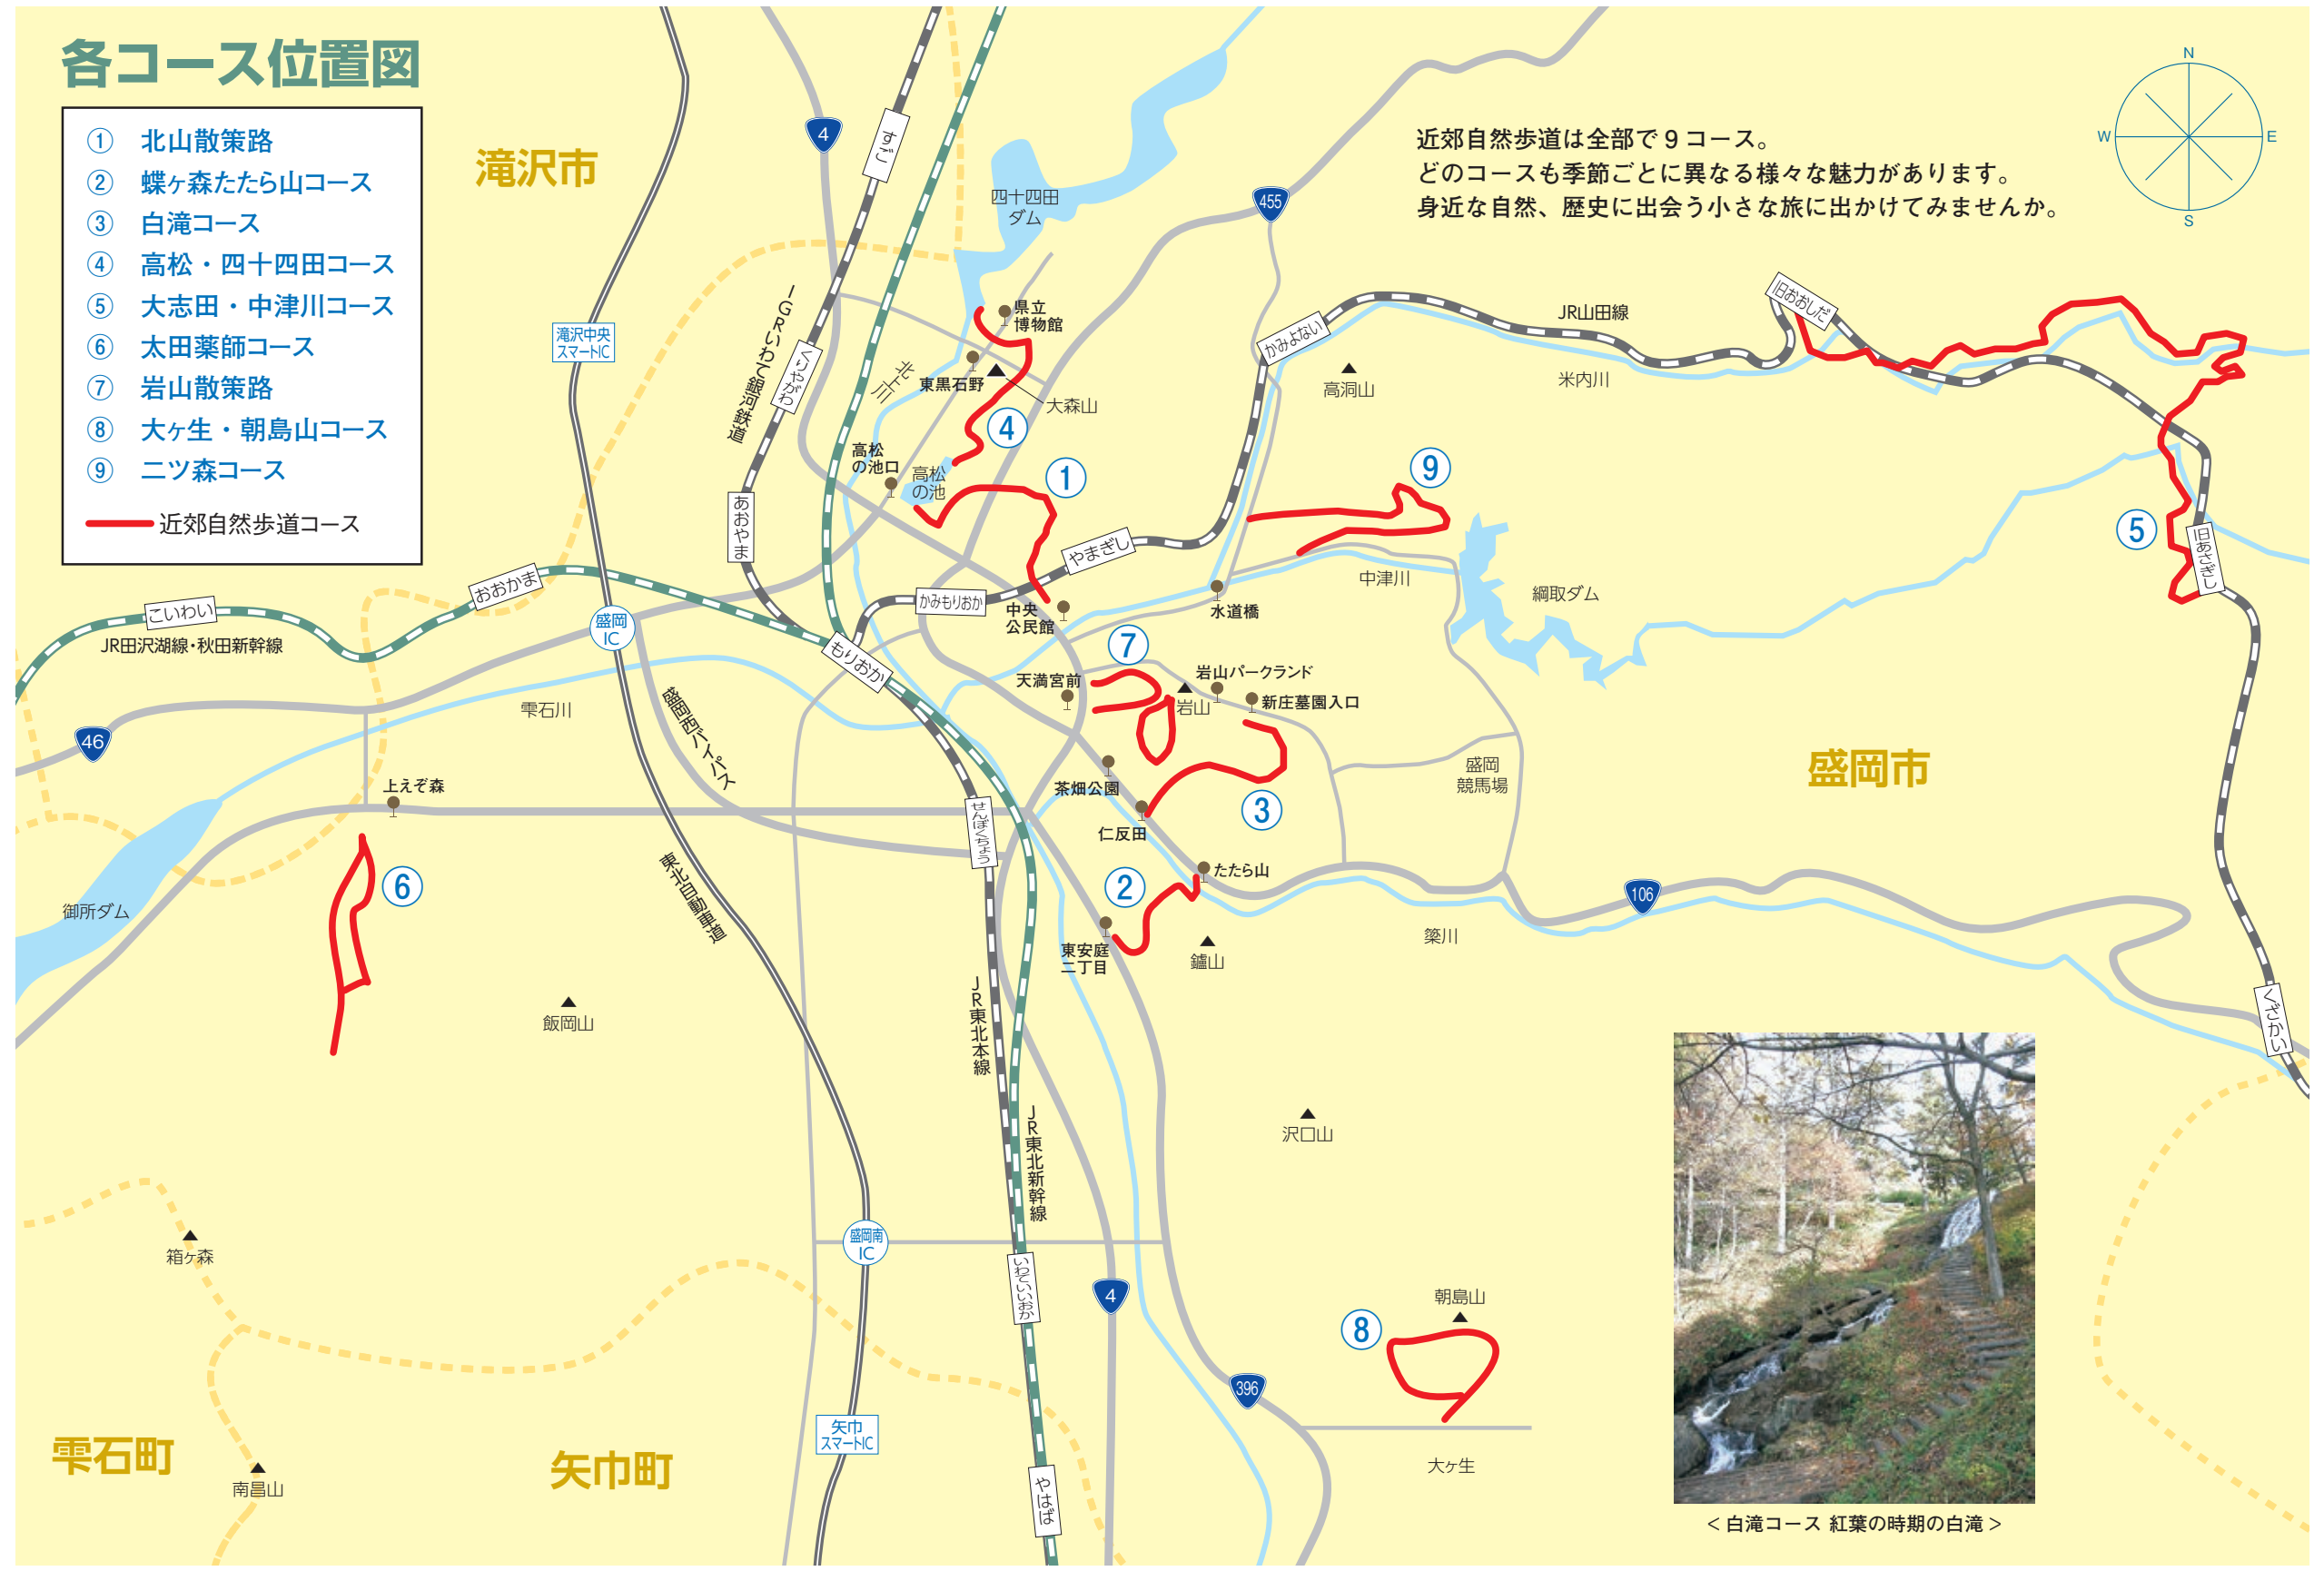 各コース位置図
① 北山散策路
② 蝶ヶ森たたら山コース
③ 白滝コース
④ 高松・四十四田コース
⑤ 大志田・中津川コース
⑥ 太田薬師コース
⑦ 岩山散策路
⑧ 大ヶ生・朝島山コース
⑨ 二ツ森コース
近郊自然歩道コース
近郊自然歩道は全部で9コース。
どのコースも季節ごとに異なる様々な魅力があります。
身近な自然、歴史に出会う小さな旅に出かけてみませんか。
N
W
E
S
滝沢市
4
すご
四十四田
ダム
455
IGRいわて銀河鉄道
くりやがわ
滝沢中央
スマートIC
北上川
県立
博物館
東黒石野
大森山
④
高松
の池口
高松
の池
①
あおやま
かみよない
高洞山
JR山田線
米内川
旧おおしだ
⑨
⑤
旧あさぎし
やまぎし
かみもりおか
中央
公民館
水道橋
中津川
綱取ダム
おおかま
こいわい
JR田沢湖線・秋田新幹線
盛岡
IC
もりおか
⑦
天満宮前
岩山パークランド
岩山
新庄墓園入口
雫石川
盛岡西バイパス
46
上えぞ森
茶畑公園
仁反田
③
盛岡
競馬場
盛岡市
せんぼくちょう
⑥
東北自動車道
②
たたら山
106
御所ダム
東安庭
二丁目
鑪山
簗川
飯岡山
JR東北本線
くざかい
JR東北新幹線
沢口山
箱ヶ森
盛岡南
IC
いわていいおか
4
朝島山
⑧
396
矢巾
スマートIC
雫石町
矢巾町
南昌山
やはば
大ヶ生
<白滝コース 紅葉の時期の白滝>